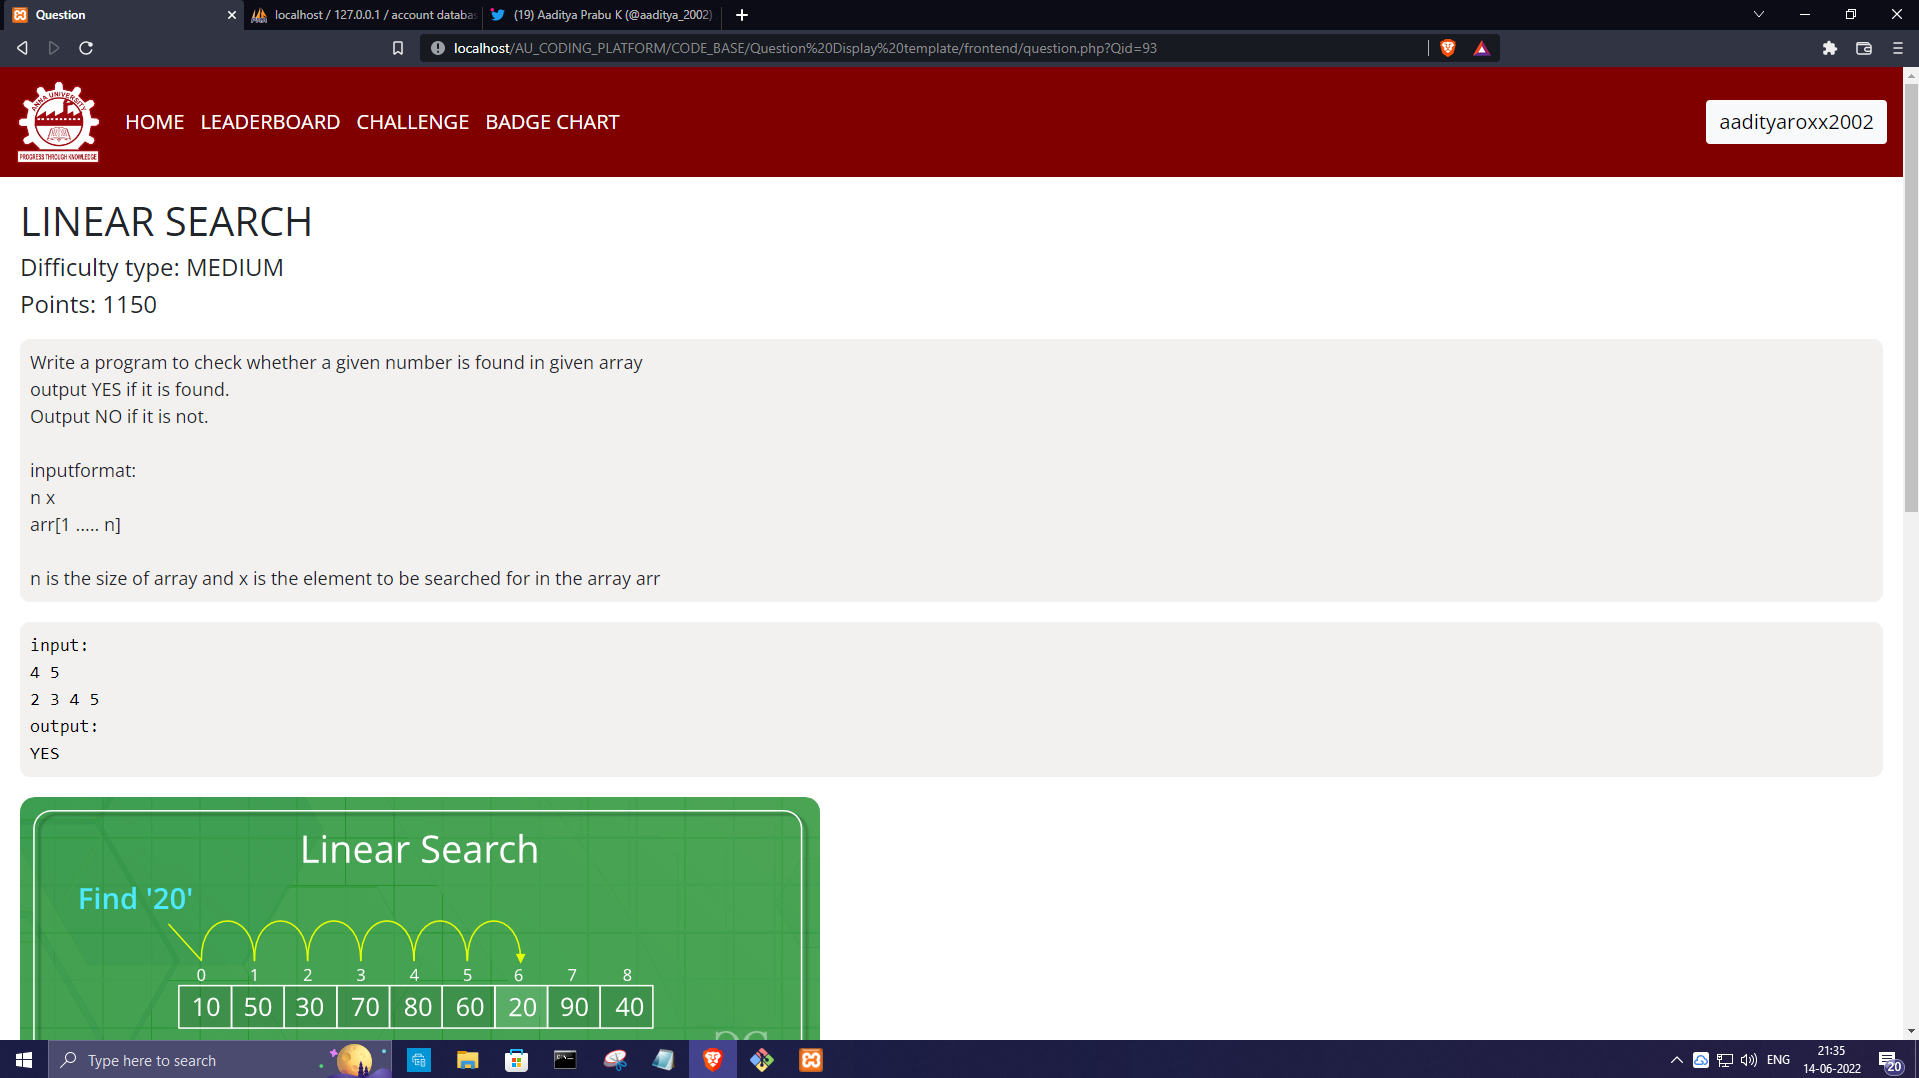 Question
localhost / 127.0.0.1 / account databa
(19) Aaditya Prabu K (@aaditya_2002)
localhost/AU_CODING_PLATFORM/CODE_BASE/Question%20Display%20template/frontend/question.php?Qid=93
ANNA UNIVERSITY
PROGRESS THROUGH KNOWLEDGE
HOME LEADERBOARD CHALLENGE BADGE CHART
aadityaroxx2002
LINEAR SEARCH
Difficulty type: MEDIUM
Points: 1150
Write a program to check whether a given number is found in given array
output YES if it is found.
Output NO if it is not.
inputformat:
n x
arr[1 ..... n]
n is the size of array and x is the element to be searched for in the array arr
input:
4 5
2 3 4 5
output:
YES
Linear Search
Find '20'
0 1 2 3 4 5 6 7 8
10 50 30 70 80 60 20 90 40
Type here to search
ENG
21:35
14-06-2022
20